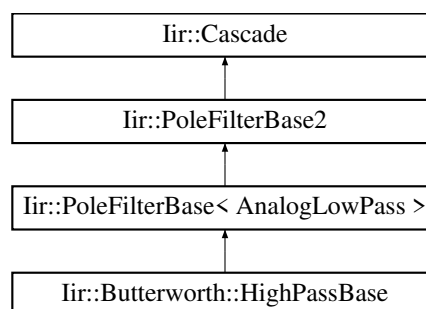 Iir::Cascade
Iir::PoleFilterBase2
Iir::PoleFilterBase< AnalogLowPass >
Iir::Butterworth::HighPassBase